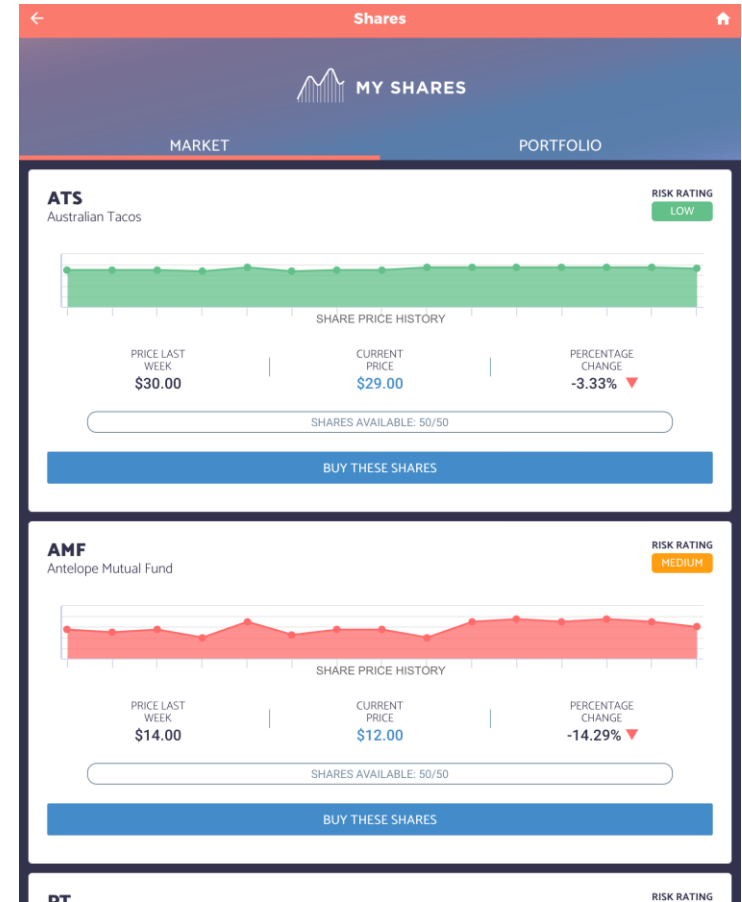 Shares
MY SHARES
MARKET
PORTFOLIO
ATS
Australian Tacos
RISK RATING
LOW
SHARE PRICE HISTORY
PRICE LAST
WEEK
$30.00
CURRENT
PRICE
$29.00
PERCENTAGE
CHANGE
-3.33%
SHARES AVAILABLE: 50/50
BUY THESE SHARES
AMF
Antelope Mutual Fund
RISK RATING
MEDIUM
SHARE PRICE HISTORY
PRICE LAST
WEEK
$14.00
CURRENT
PRICE
$12.00
PERCENTAGE
CHANGE
-14.29%
SHARES AVAILABLE: 50/50
BUY THESE SHARES
RISK RATING